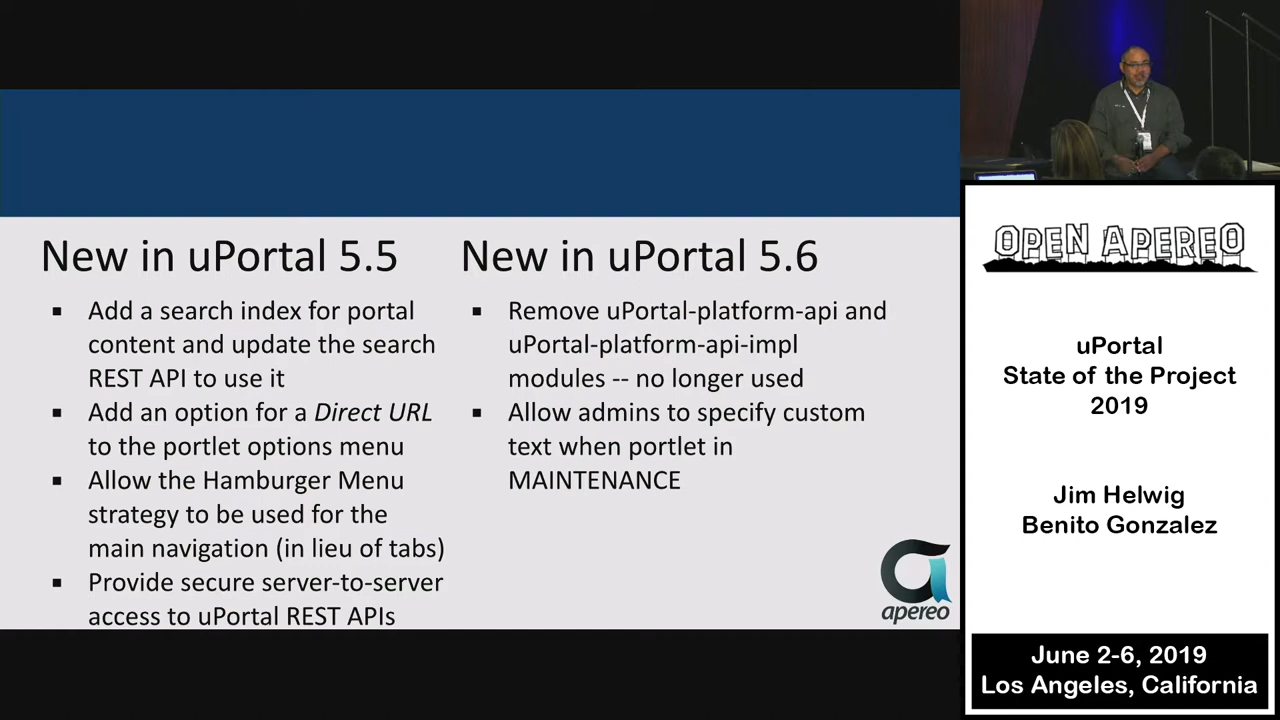 New in uPortal 5.5
▪ Add a search index for portal
content and update the search
REST API to use it
▪ Add an option for a Direct URL
to the portlet options menu
▪ Allow the Hamburger Menu
strategy to be used for the
main navigation (in lieu of tabs)
▪ Provide secure server-to-server
access to uPortal REST APIs
New in uPortal 5.6
▪ Remove uPortal-platform-api and
uPortal-platform-api-impl
modules -- no longer used
▪ Allow admins to specify custom
text when portlet in
MAINTENANCE
apereo
OPEN APEREO
uPortal
State of the Project
2019
Jim Helwig
Benito Gonzalez
June 2-6, 2019
Los Angeles, California